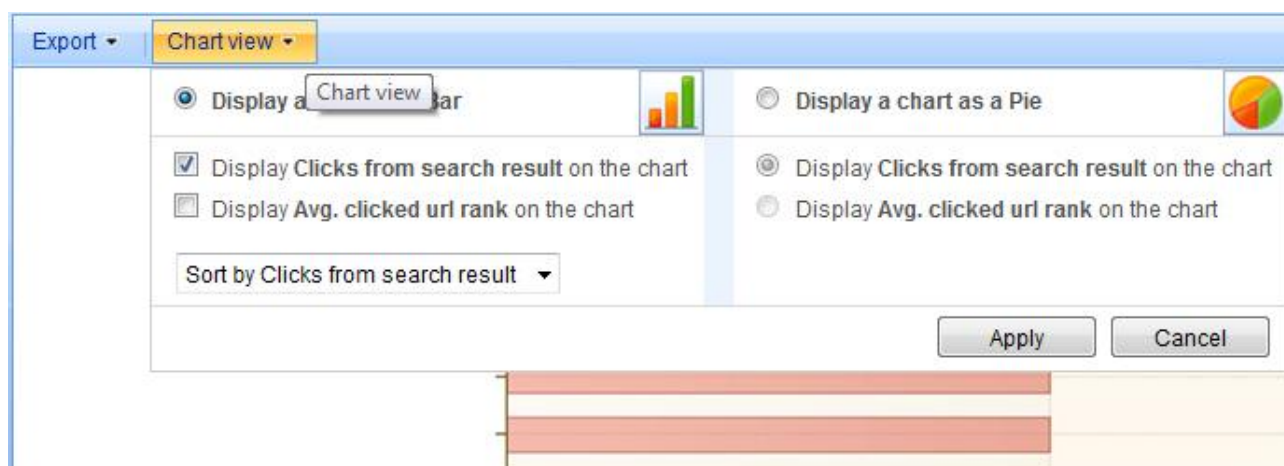 Export
Chart view
Display a Bar
Chart view
Display a chart as a Pie
Display Clicks from search result on the chart
Display Avg. clicked url rank on the chart
Display Clicks from search result on the chart
Display Avg. clicked url rank on the chart
Sort by Clicks from search result
Apply
Cancel